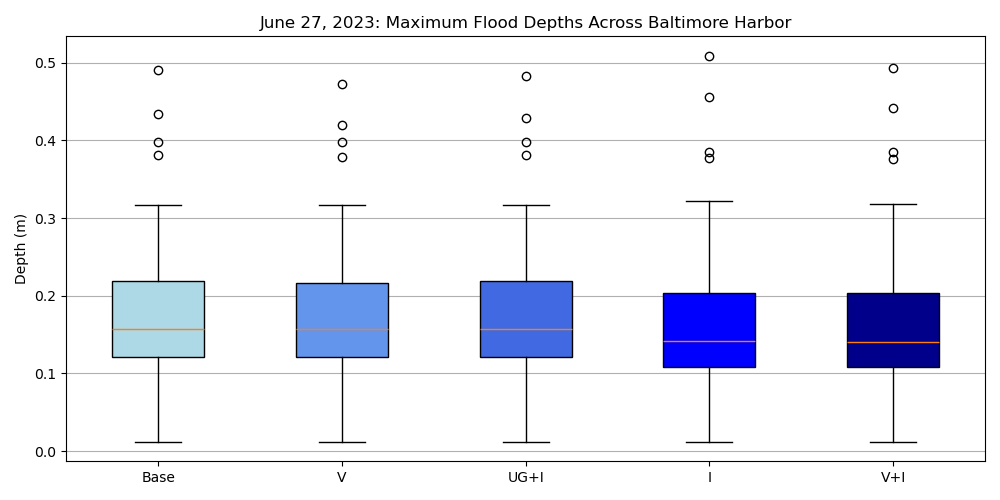 June 27, 2023: Maximum Flood Depths Across Baltimore Harbor
0.5
0.4
0.3
0.2
0.1
0.0
Depth (m)
Base V UG+I I V+I